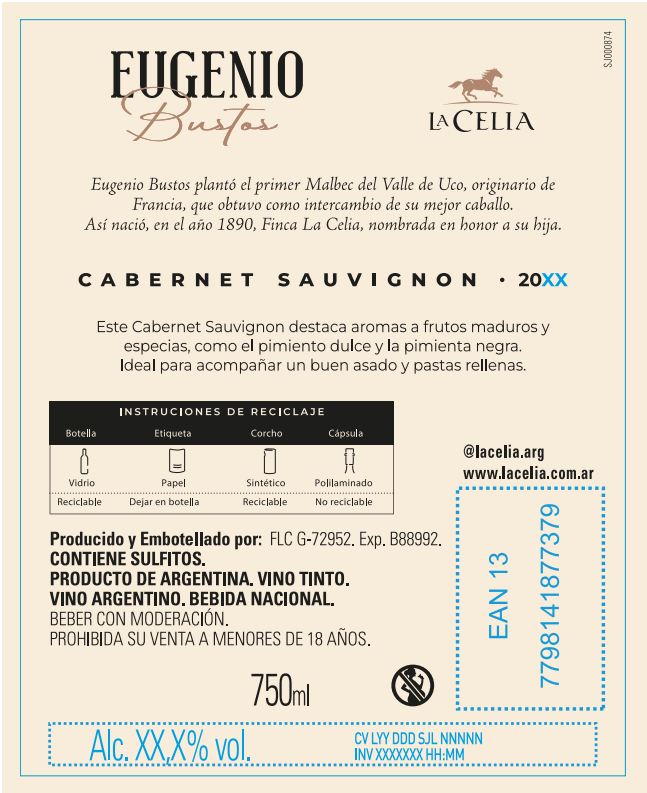 SJ000874
EUGENIO
Bustos
LA CELIA
Eugenio Bustos plantó el primer Malbec del Valle de Uco, originario de
Francia, que obtuvo como intercambio de su mejor caballo.
Así nació, en el año 1890, Finca La Celia, nombrada en honor a su hija.
CABERNET SAUVIGNON · 20XX
Este Cabernet Sauvignon destaca aromas a frutos maduros y
especias, como el pimiento dulce y la pimienta negra.
Ideal para acompañar un buen asado y pastas rellenas.
INSTRUCIONES DE RECICLAJE
Botella Etiqueta Corcho Cápsula
Vidrio Papel Sintético Polilaminado
Reciclable Dejar en botella Reciclable No reciclable
@lacelia.arg
www.lacelia.com.ar
Producido y Embotellado por: FLC G-72952. Exp. B88992.
CONTIENE SULFITOS.
PRODUCTO DE ARGENTINA. VINO TINTO.
VINO ARGENTINO. BEBIDA NACIONAL.
BEBER CON MODERACIÓN.
PROHIBIDA SU VENTA A MENORES DE 18 AÑOS.
EAN 13
7798141877379
750ml
Alc. XX,X% vol.
CV LYY DDD SJL NNNNN
INV XXXXXXX HH:MM